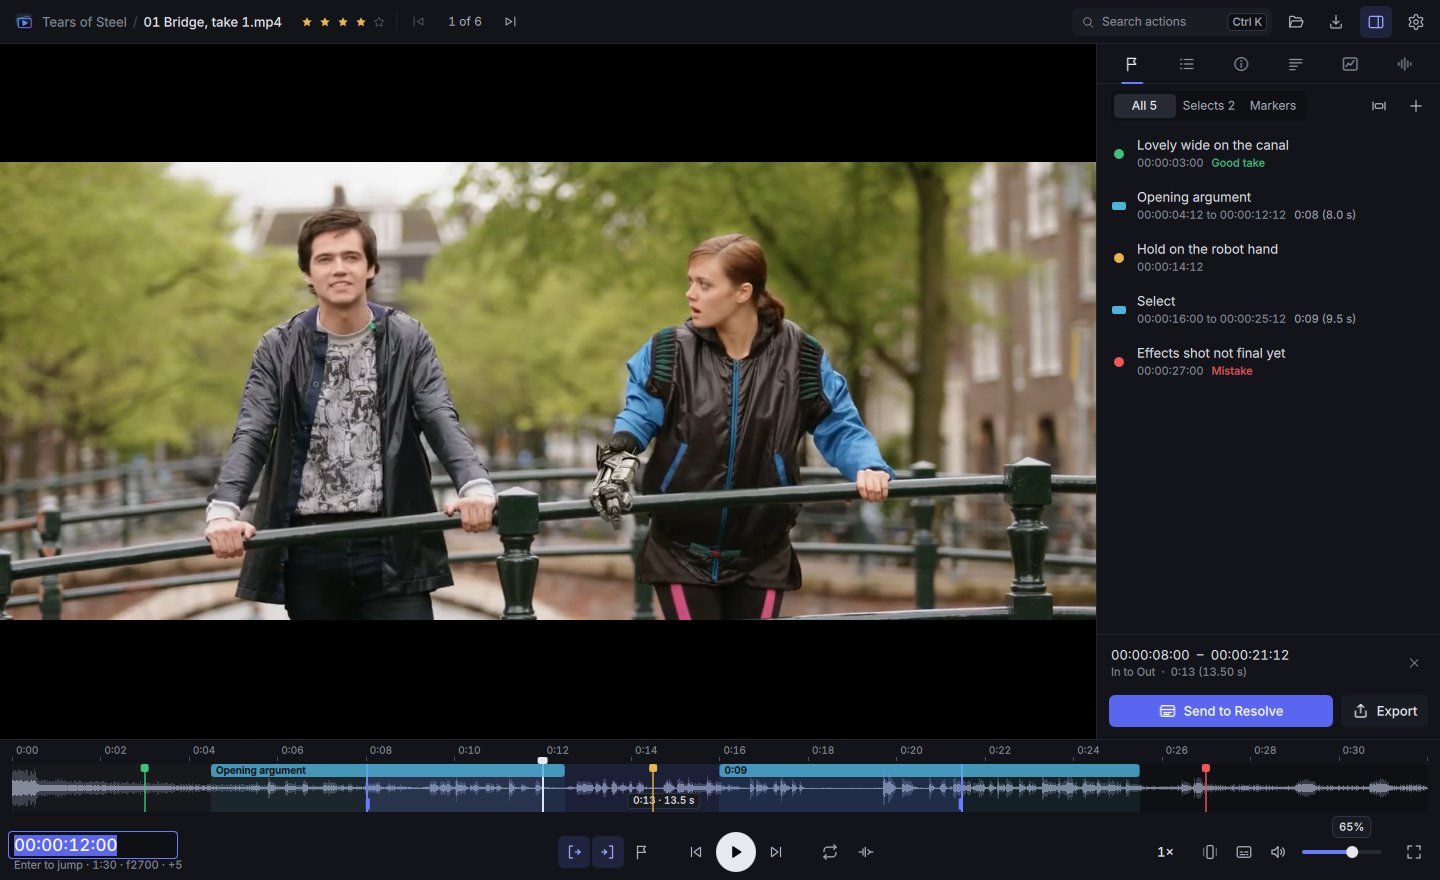 Tears of Steel / 01 Bridge, take 1.mp4
1 of 6
Search actions Ctrl K
All 5 Selects 2 Markers
Lovely wide on the canal
00:00:03:00 Good take
Opening argument
00:00:04:12 to 00:00:12:12 0:08 (8.0 s)
Hold on the robot hand
00:00:14:12
Select
00:00:16:00 to 00:00:25:12 0:09 (9.5 s)
Effects shot not final yet
00:00:27:00 Mistake
00:00:08:00 – 00:00:21:12
In to Out · 0:13 (13.50 s)
Send to Resolve Export
0:00 0:02 0:04 0:06 0:08 0:10 0:12 0:14 0:16 0:18 0:20 0:22 0:24 0:26 0:28 0:30
Opening argument 0:09
0:13 · 13.5 s
65%
00:00:12:00
1×
Enter to jump · 1:30 · f2700 · +5